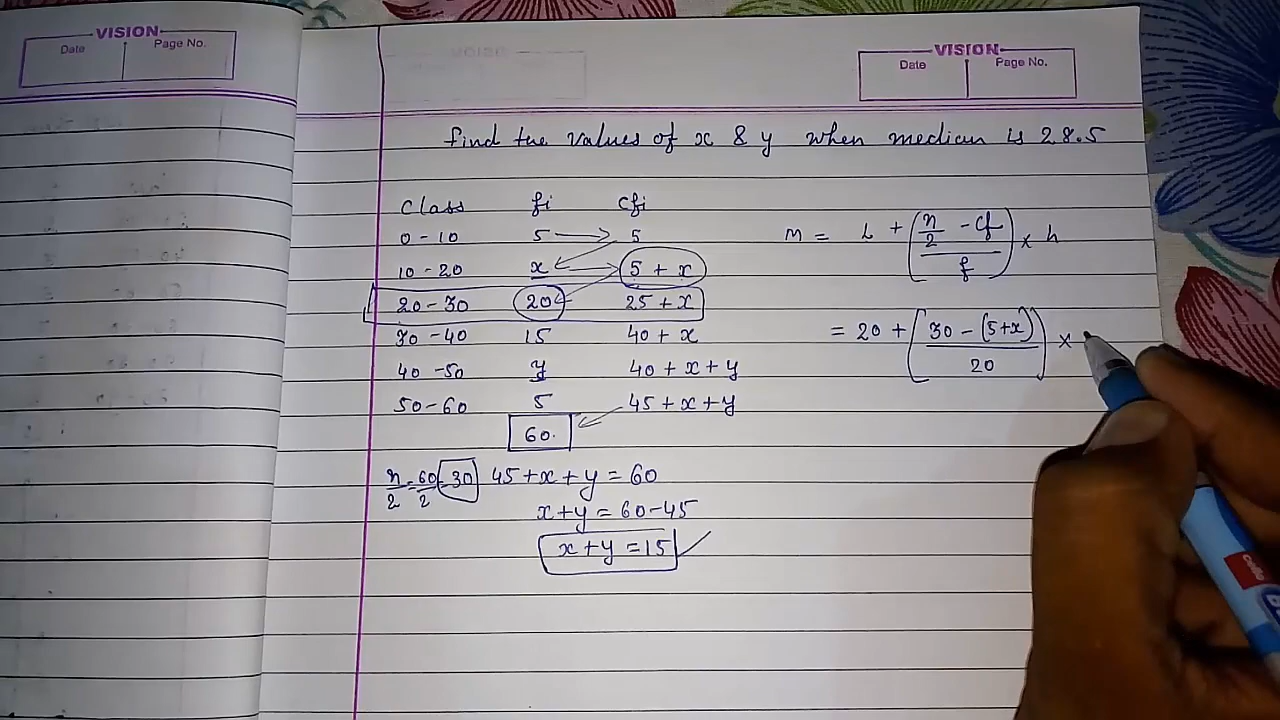 VISION
Date Page No.
VISION
Date Page No.
find the values of x & y when median is 28.5
Class fi cfi
0-10 5 5
10-20 x 5+x
20-30 20 25+x
30-40 15 40+x
40-50 y 40+x+y
50-60 5 45+x+y
60.
n/2 = 60/2 = 30 45+x+y=60
x+y=60-45
x+y=15
M = L + (n/2 - cf / f) × h
= 20 + (30 - (5+x) / 20) ×